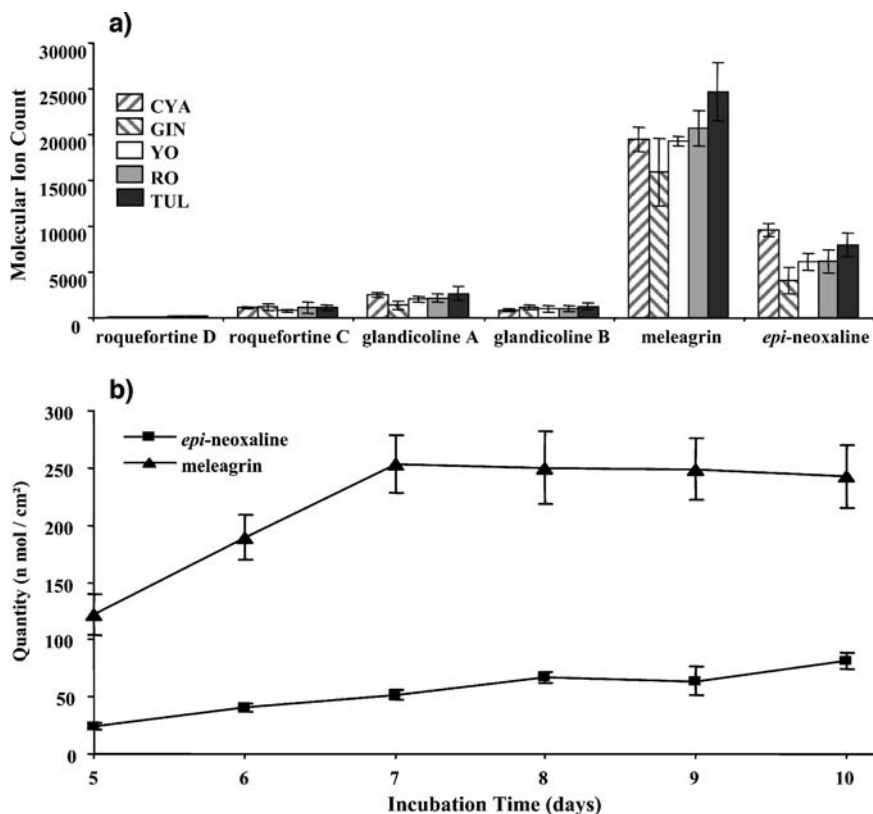 a)
Molecular Ion Count
30000
25000
20000
15000
10000
5000
0
CYA
GIN
YO
RO
TUL
roquefortine D roquefortine C glandicoline A glandicoline B meleagrin epi-neoxaline
b)
Quantity (n mol / cm²)
300
250
200
150
100
50
0
epi-neoxaline
meleagrin
5 6 7 8 9 10
Incubation Time (days)